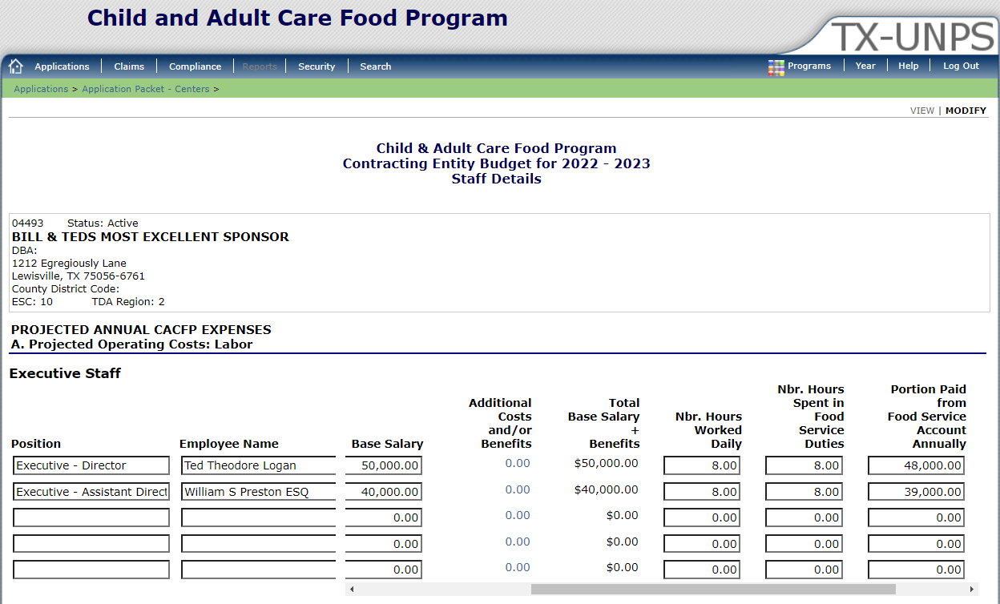 Child and Adult Care Food Program
TX-UNPS
Applications Claims Compliance Reports Security Search Programs Year Help Log Out
Applications > Application Packet - Centers >
VIEW | MODIFY
Child & Adult Care Food Program
Contracting Entity Budget for 2022 - 2023
Staff Details
04493 Status: Active
BILL & TEDS MOST EXCELLENT SPONSOR
DBA:
1212 Egregiously Lane
Lewisville, TX 75056-6761
County District Code:
ESC: 10 TDA Region: 2
PROJECTED ANNUAL CACFP EXPENSES
A. Projected Operating Costs: Labor
Executive Staff
Nbr. Hours Portion Paid
Additional Total Spent in from
Costs Base Salary Nbr. Hours Food Food Service
and/or + Worked Service Account
Position Employee Name Base Salary Benefits Benefits Daily Duties Annually
Executive - Director Ted Theodore Logan 50,000.00 0.00 $50,000.00 8.00 8.00 48,000.00
Executive - Assistant Direct William S Preston ESQ 40,000.00 0.00 $40,000.00 8.00 8.00 39,000.00
0.00 0.00 $0.00 0.00 0.00 0.00
0.00 0.00 $0.00 0.00 0.00 0.00
0.00 0.00 $0.00 0.00 0.00 0.00